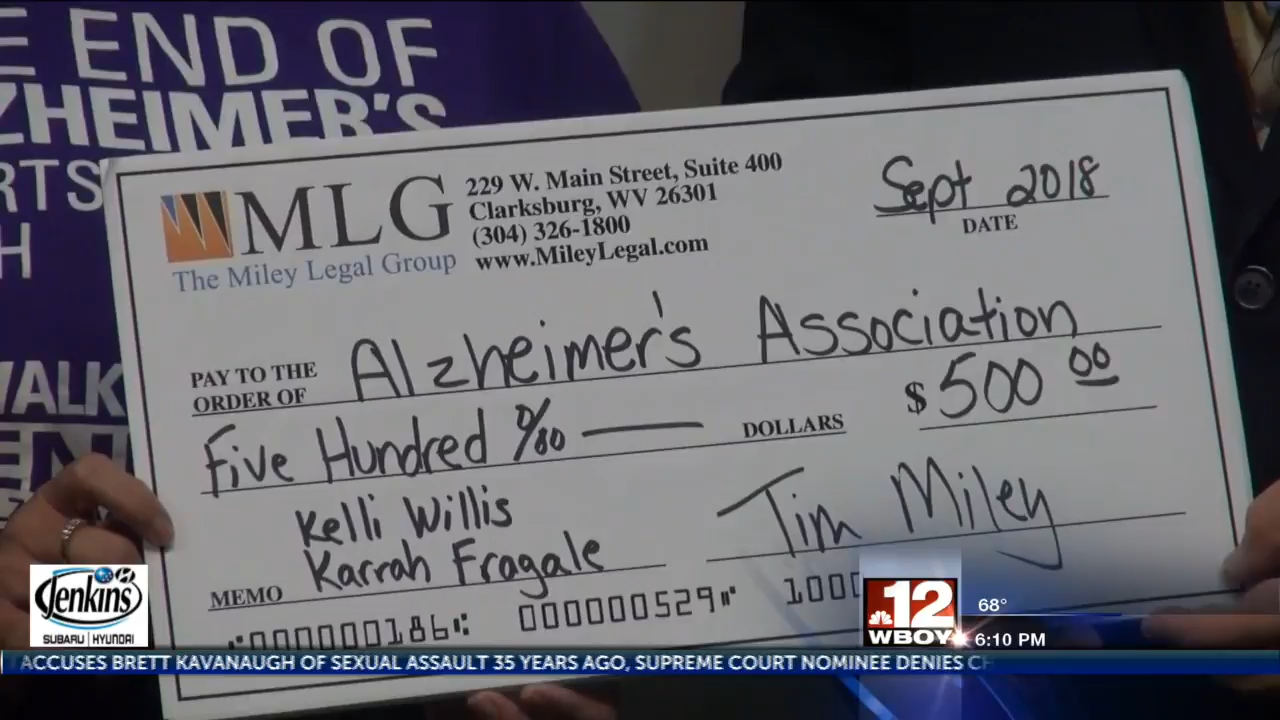 E END OF
ZHEIMER'S
RTS
H
WALK
END
MLG
The Miley Legal Group
229 W. Main Street, Suite 400
Clarksburg, WV 26301
(304) 326-1800
www.MileyLegal.com
Sept 2018
DATE
PAY TO THE
ORDER OF
Alzheimer's Association
$ 500 00
Five Hundred 0/00
DOLLARS
Kelli Willis
Karrah Fragale
MEMO
Tim Miley
000000186 000000529 1000
Jenkins
SUBARU | HYUNDAI
12
WBOY
68°
6:10 PM
ACCUSES BRETT KAVANAUGH OF SEXUAL ASSAULT 35 YEARS AGO, SUPREME COURT NOMINEE DENIES